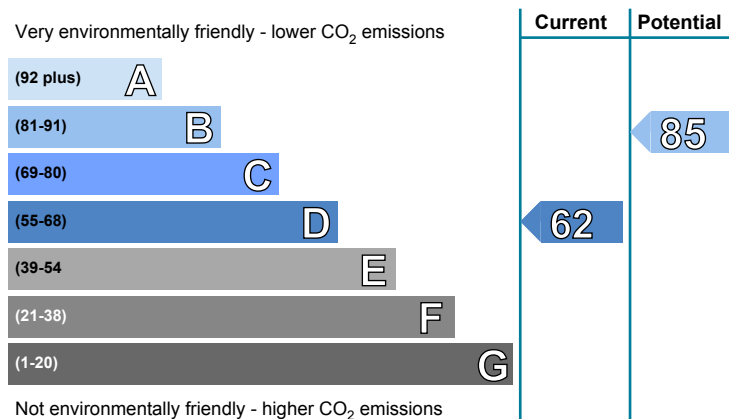 Very environmentally friendly - lower CO₂ emissions
Current Potential
(92 plus) A
(81-91) B
85
(69-80) C
(55-68) D
62
(39-54 E
(21-38) F
(1-20) G
Not environmentally friendly - higher CO₂ emissions